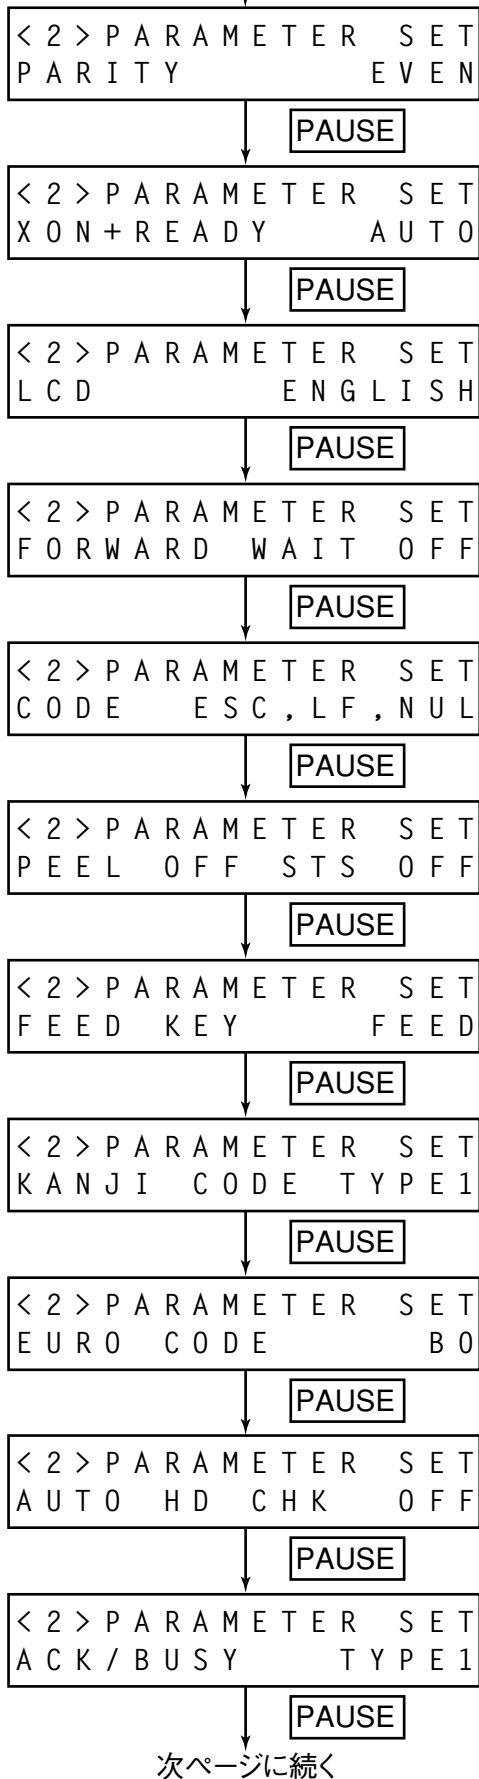 <2>PARAMETER SET
PARITY EVEN
PAUSE
<2>PARAMETER SET
XON+READY AUTO
PAUSE
<2>PARAMETER SET
LCD ENGLISH
PAUSE
<2>PARAMETER SET
FORWARD WAIT OFF
PAUSE
<2>PARAMETER SET
CODE ESC,LF,NUL
PAUSE
<2>PARAMETER SET
PEEL OFF STS OFF
PAUSE
<2>PARAMETER SET
FEED KEY FEED
PAUSE
<2>PARAMETER SET
KANJI CODE TYPE1
PAUSE
<2>PARAMETER SET
EURO CODE B0
PAUSE
<2>PARAMETER SET
AUTO HD CHK OFF
PAUSE
<2>PARAMETER SET
ACK/BUSY TYPE1
PAUSE
次ページに続く